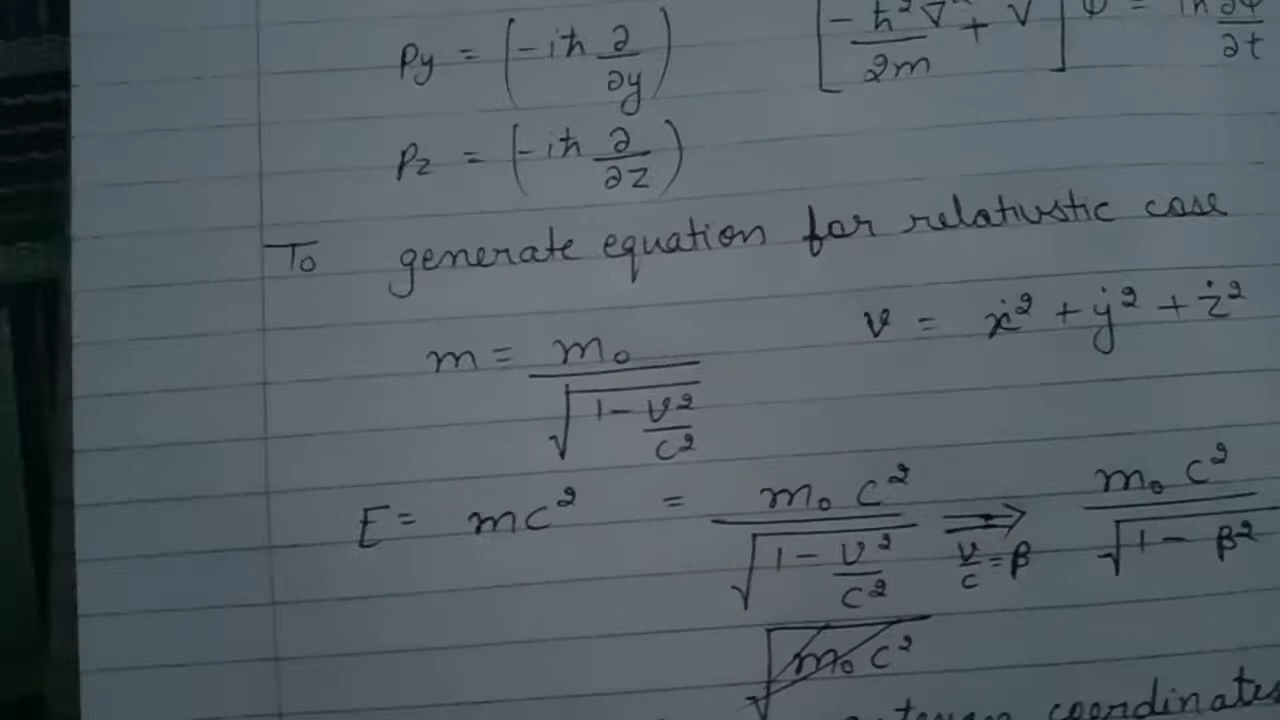 Py = (-iħ ∂/∂y) [-ħ²∇²/2m + V] ψ = iħ ∂ψ/∂t
Pz = (-iħ ∂/∂z)
To generate equation for relativstic case
m = m₀/√(1 - v²/c²) v = ẋ² + ẏ² + ż²
E = mc² = m₀c²/√(1 - v²/c²) ⟹ v/c = β m₀c²/√(1 - β²)
√m₀c²
coordinates